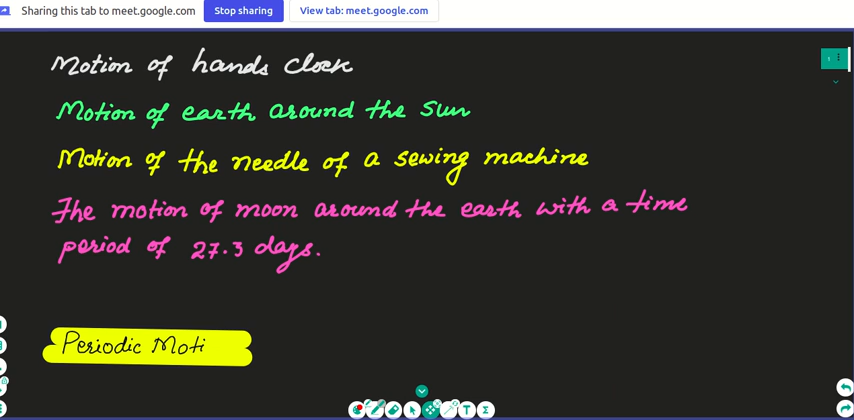 Sharing this tab to meet.google.com Stop sharing View tab: meet.google.com
Motion of hands clock
1
Motion of earth around the sun
Motion of the needle of a sewing machine
The motion of moon around the earth with a time
period of 27.3 days.
Periodic Moti
T Σ